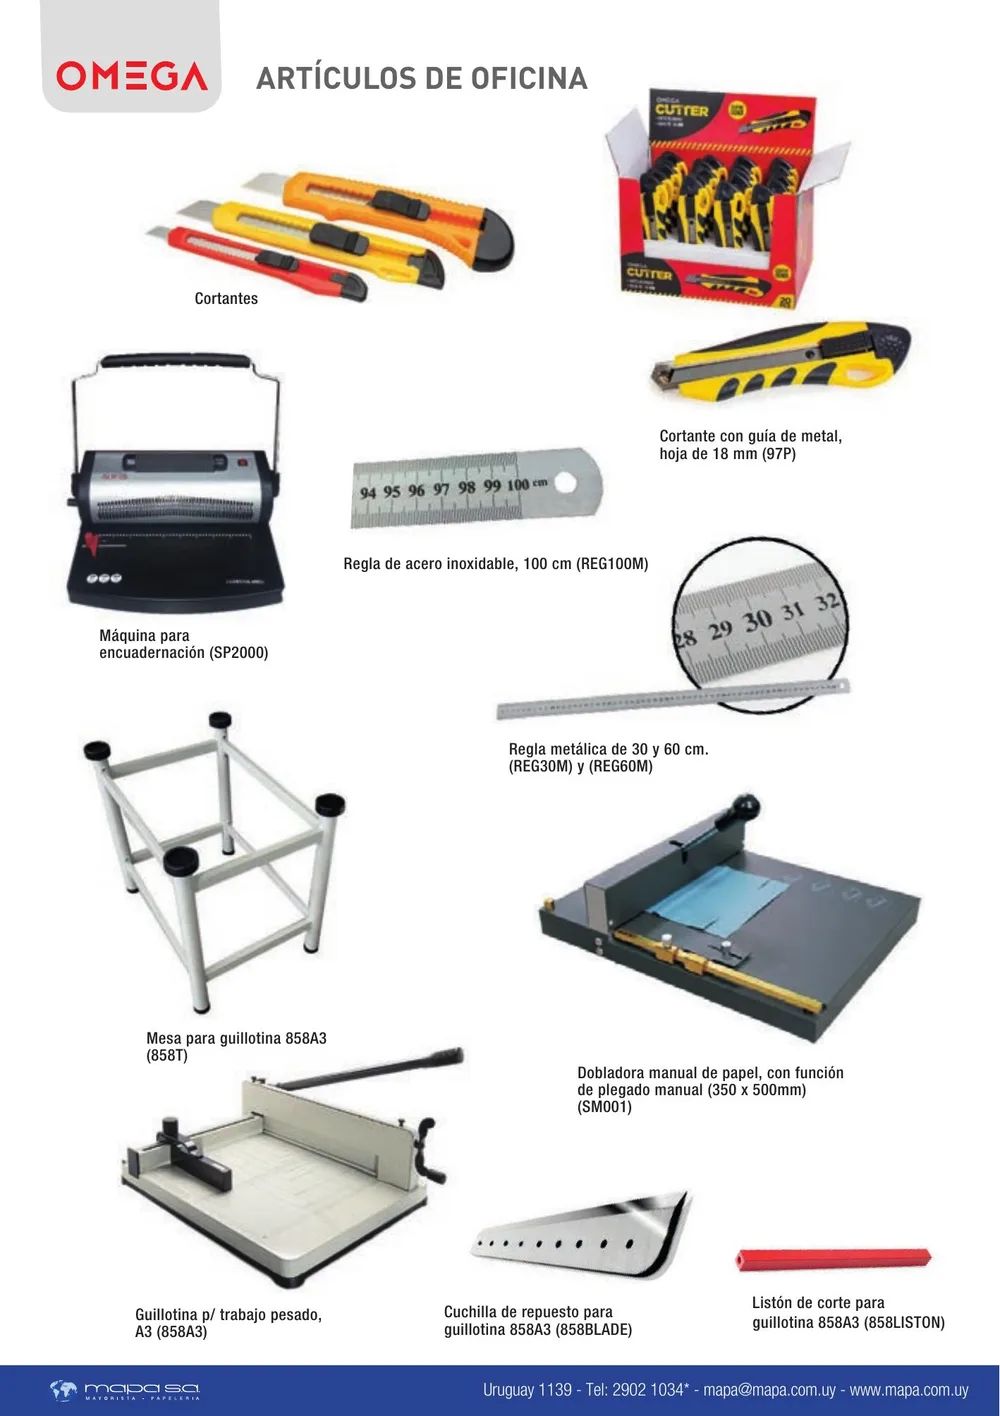 OMEGA
ARTÍCULOS DE OFICINA
OMEGA
CUTTER
CUTTER
20
Cortantes
Cortante con guía de metal,
hoja de 18 mm (97P)
94 95 96 97 98 99 100 cm
Regla de acero inoxidable, 100 cm (REG100M)
28 29 30 31 32
Máquina para
encuadernación (SP2000)
Regla metálica de 30 y 60 cm.
(REG30M) y (REG60M)
Mesa para guillotina 858A3
(858T)
Dobladora manual de papel, con función
de plegado manual (350 x 500mm)
(SM001)
Guillotina p/ trabajo pesado,
A3 (858A3)
Cuchilla de repuesto para
guillotina 858A3 (858BLADE)
Listón de corte para
guillotina 858A3 (858LISTON)
mapa sa
MAYORISTA - PAPELERIA
Uruguay 1139 - Tel: 2902 1034* - mapa@mapa.com.uy - www.mapa.com.uy